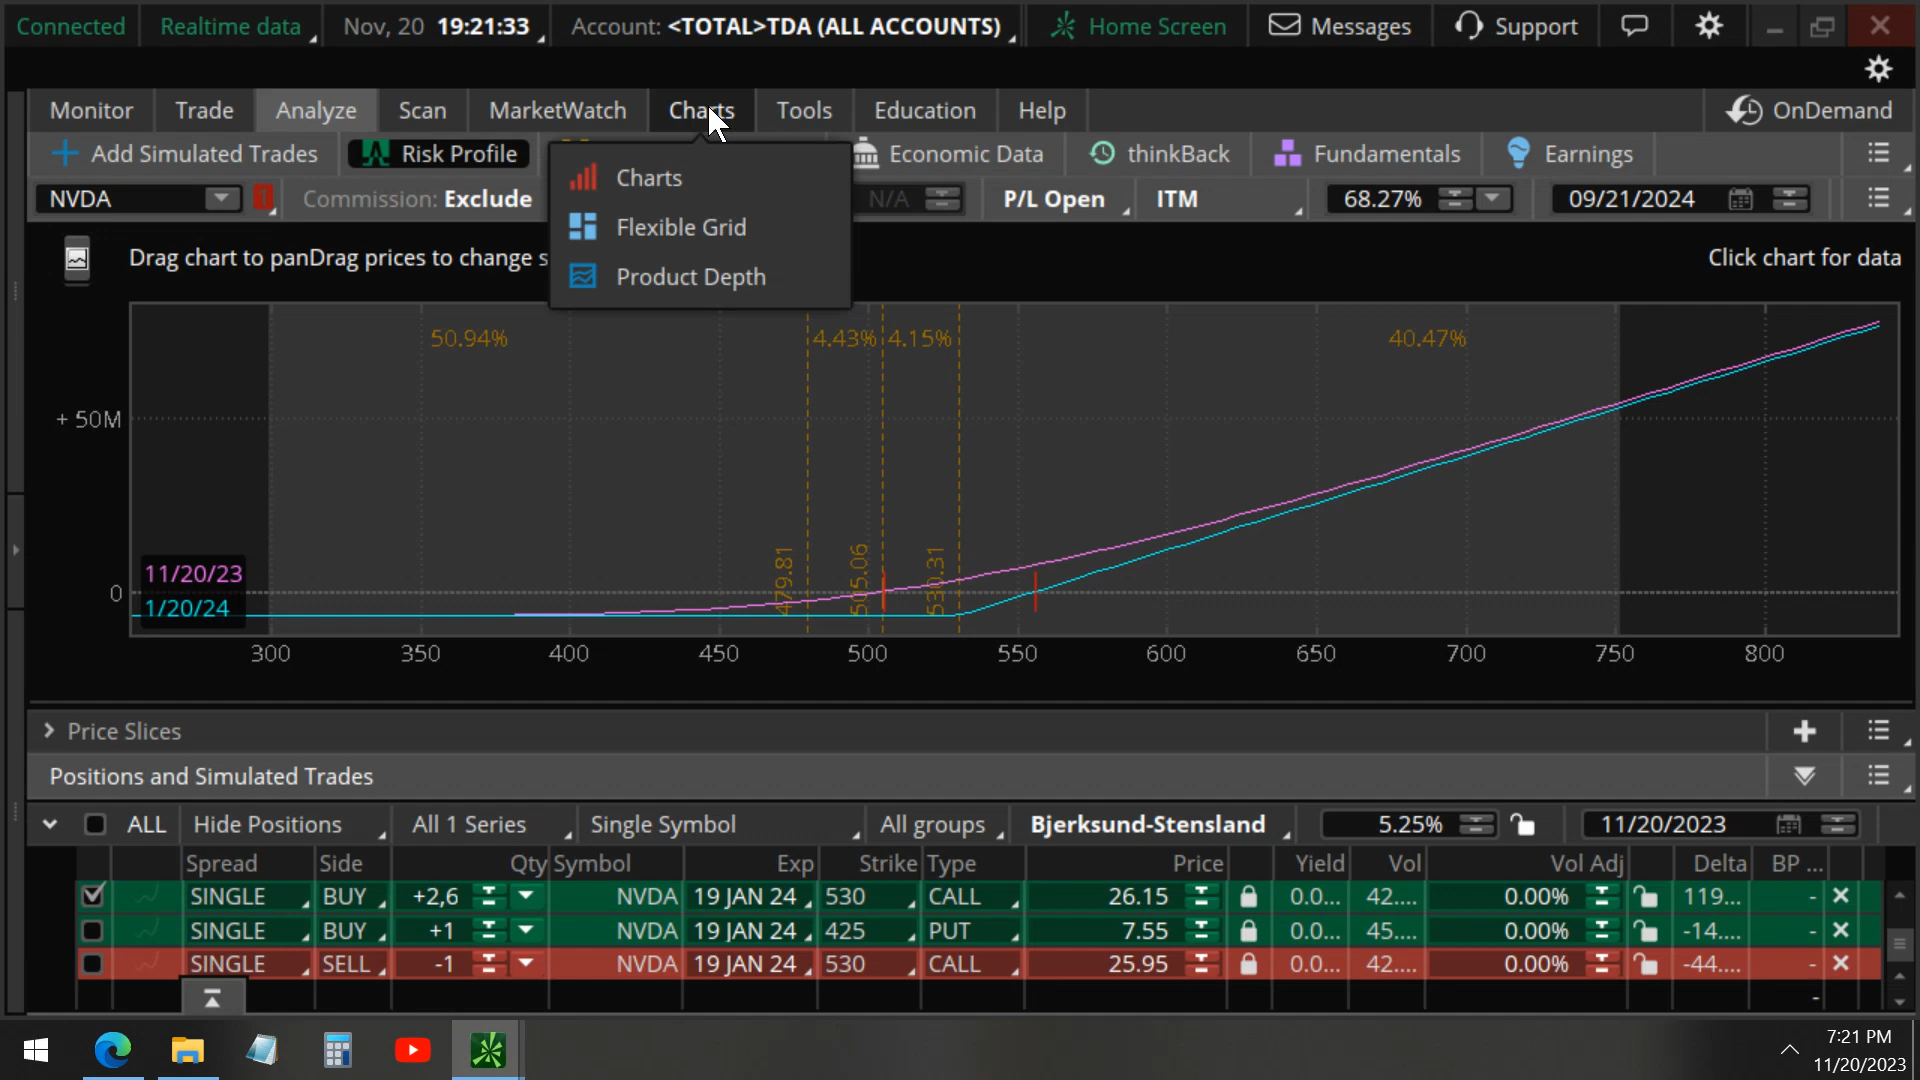 Connected Realtime data Nov, 20 19:21:33 Account: <TOTAL>TDA (ALL ACCOUNTS) Home Screen Messages Support
Monitor Trade Analyze Scan MarketWatch Charts Tools Education Help OnDemand
Add Simulated Trades Risk Profile Economic Data thinkBack Fundamentals Earnings
Charts
Flexible Grid
Product Depth
NVDA 1 Commission: Exclude N/A P/L Open ITM 68.27% 09/21/2024
Drag chart to panDrag prices to change s Click chart for data
50.94% 4.43% 4.15% 40.47%
+ 50M
0
479.81 505.06 530.31
11/20/23
1/20/24
300 350 400 450 500 550 600 650 700 750 800
Price Slices
Positions and Simulated Trades
ALL Hide Positions All 1 Series Single Symbol All groups Bjerksund-Stensland 5.25% 11/20/2023
Spread Side Qty Symbol Exp Strike Type Price Yield Vol Vol Adj Delta BP ...
SINGLE BUY +2,6 NVDA 19 JAN 24 530 CALL 26.15 0.0... 42.... 0.00% 119... -
SINGLE BUY +1 NVDA 19 JAN 24 425 PUT 7.55 0.0... 45.... 0.00% -14.... -
SINGLE SELL -1 NVDA 19 JAN 24 530 CALL 25.95 0.0... 42.... 0.00% -44.... -
-
7:21 PM
11/20/2023